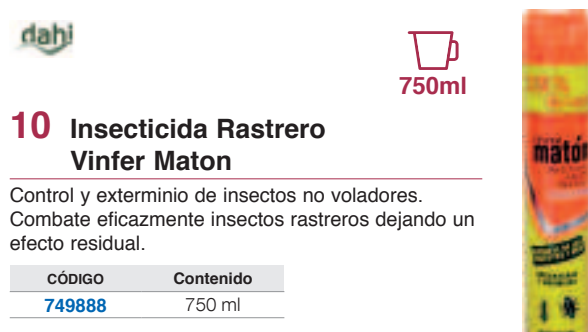 dahi
750ml
10 Insecticida Rastrero
Vinfer Maton
Control y exterminio de insectos no voladores.
Combate eficazmente insectos rastreros dejando un
efecto residual.
CÓDIGO Contenido
749888 750 ml
matón